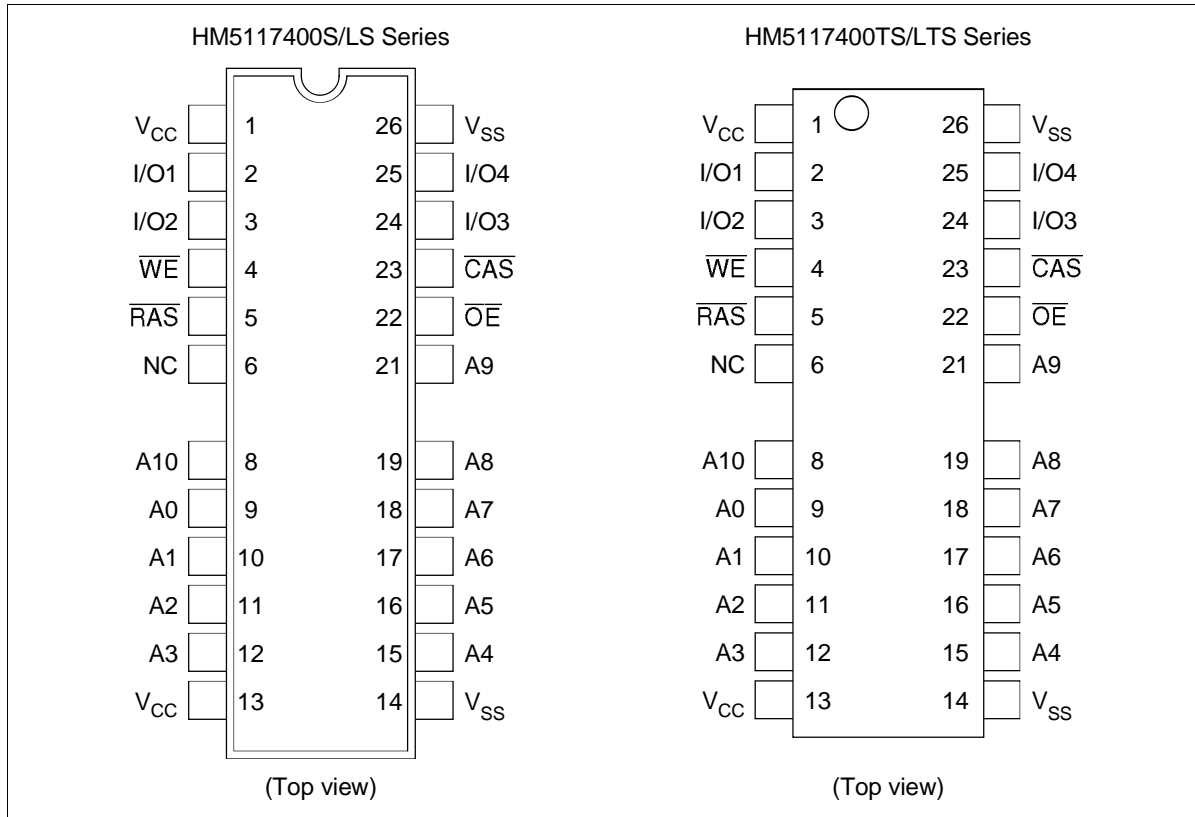 HM5117400S/LS Series
VCC 1 26 VSS
I/O1 2 25 I/O4
I/O2 3 24 I/O3
WE 4 23 CAS
RAS 5 22 OE
NC 6 21 A9
A10 8 19 A8
A0 9 18 A7
A1 10 17 A6
A2 11 16 A5
A3 12 15 A4
VCC 13 14 VSS
(Top view)
HM5117400TS/LTS Series
VCC 1 26 VSS
I/O1 2 25 I/O4
I/O2 3 24 I/O3
WE 4 23 CAS
RAS 5 22 OE
NC 6 21 A9
A10 8 19 A8
A0 9 18 A7
A1 10 17 A6
A2 11 16 A5
A3 12 15 A4
VCC 13 14 VSS
(Top view)